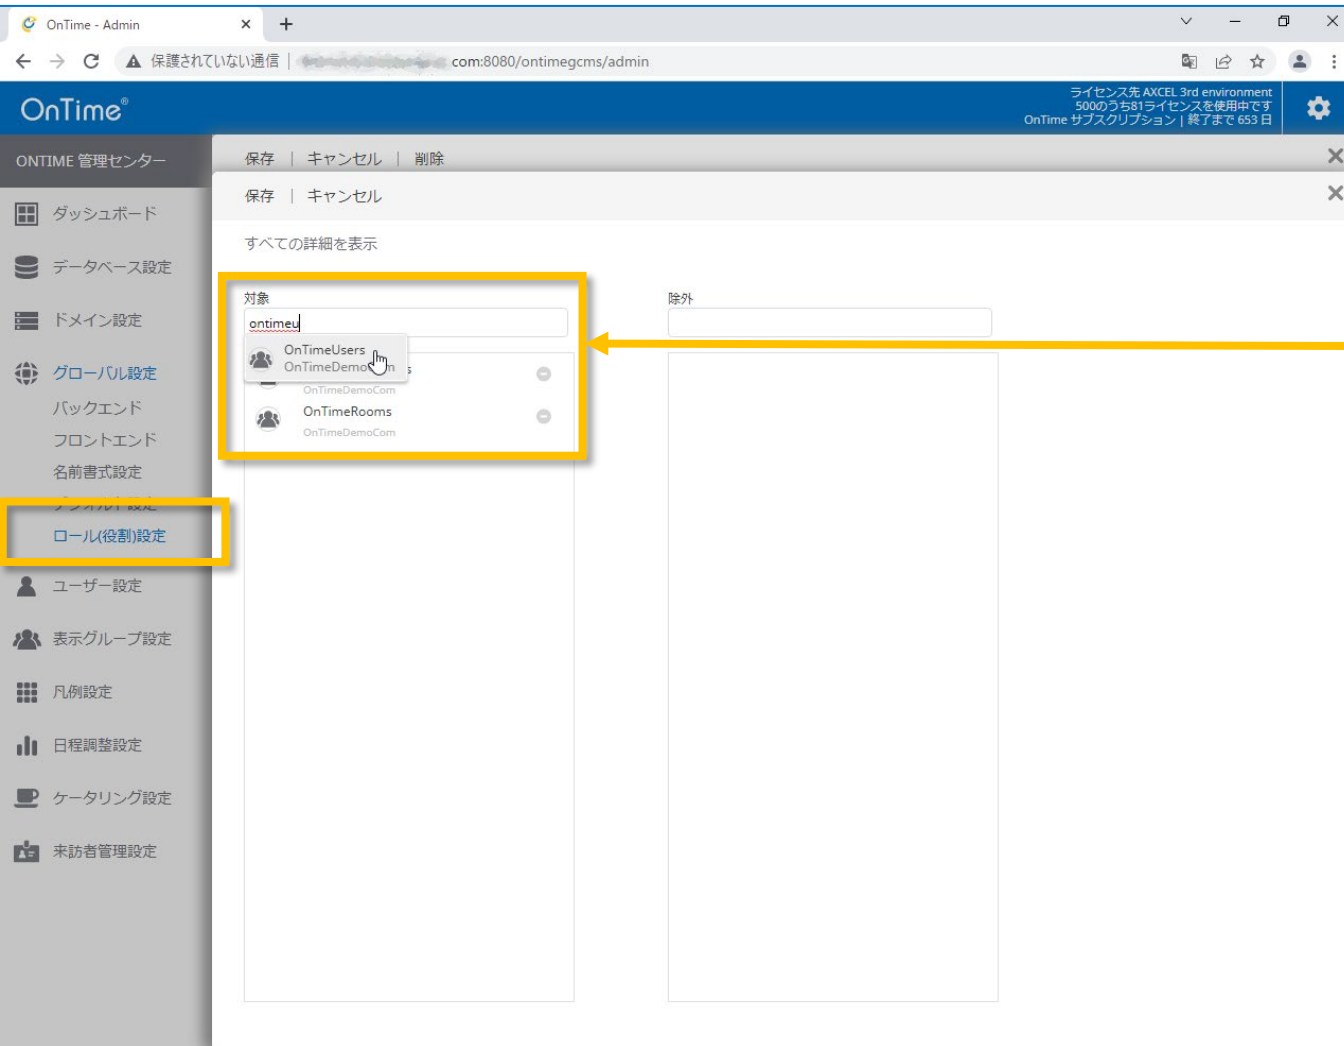 OnTime - Admin
保護されていない通信 | com:8080/ontimegcms/admin
OnTime®
ライセンス先 AXCEL 3rd environment
500のうち81ライセンスを使用中です
OnTime サブスクリプション | 終了まで 653 日
ONTIME 管理センター
保存 | キャンセル | 削除
保存 | キャンセル
すべての詳細を表示
ダッシュボード
データベース設定
ドメイン設定
グローバル設定
バックエンド
フロントエンド
名前書式設定
ロール(役割)設定
ユーザー設定
表示グループ設定
凡例設定
日程調整設定
ケータリング設定
来訪者管理設定
対象
ontimeu
OnTimeUsers
OnTimeDemo
OnTimeDemoCom
OnTimeRooms
OnTimeDemoCom
除外